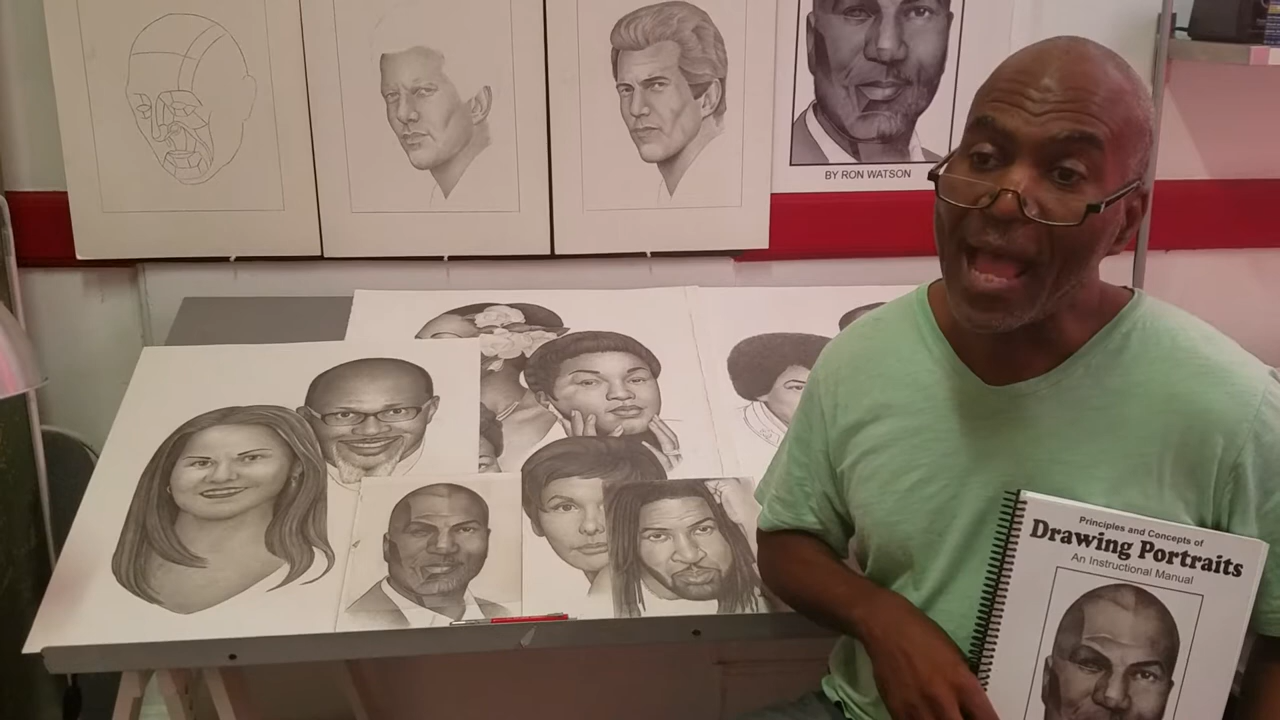 BY RON WATSON
Principles and Concepts of
Drawing Portraits
An Instructional Manual